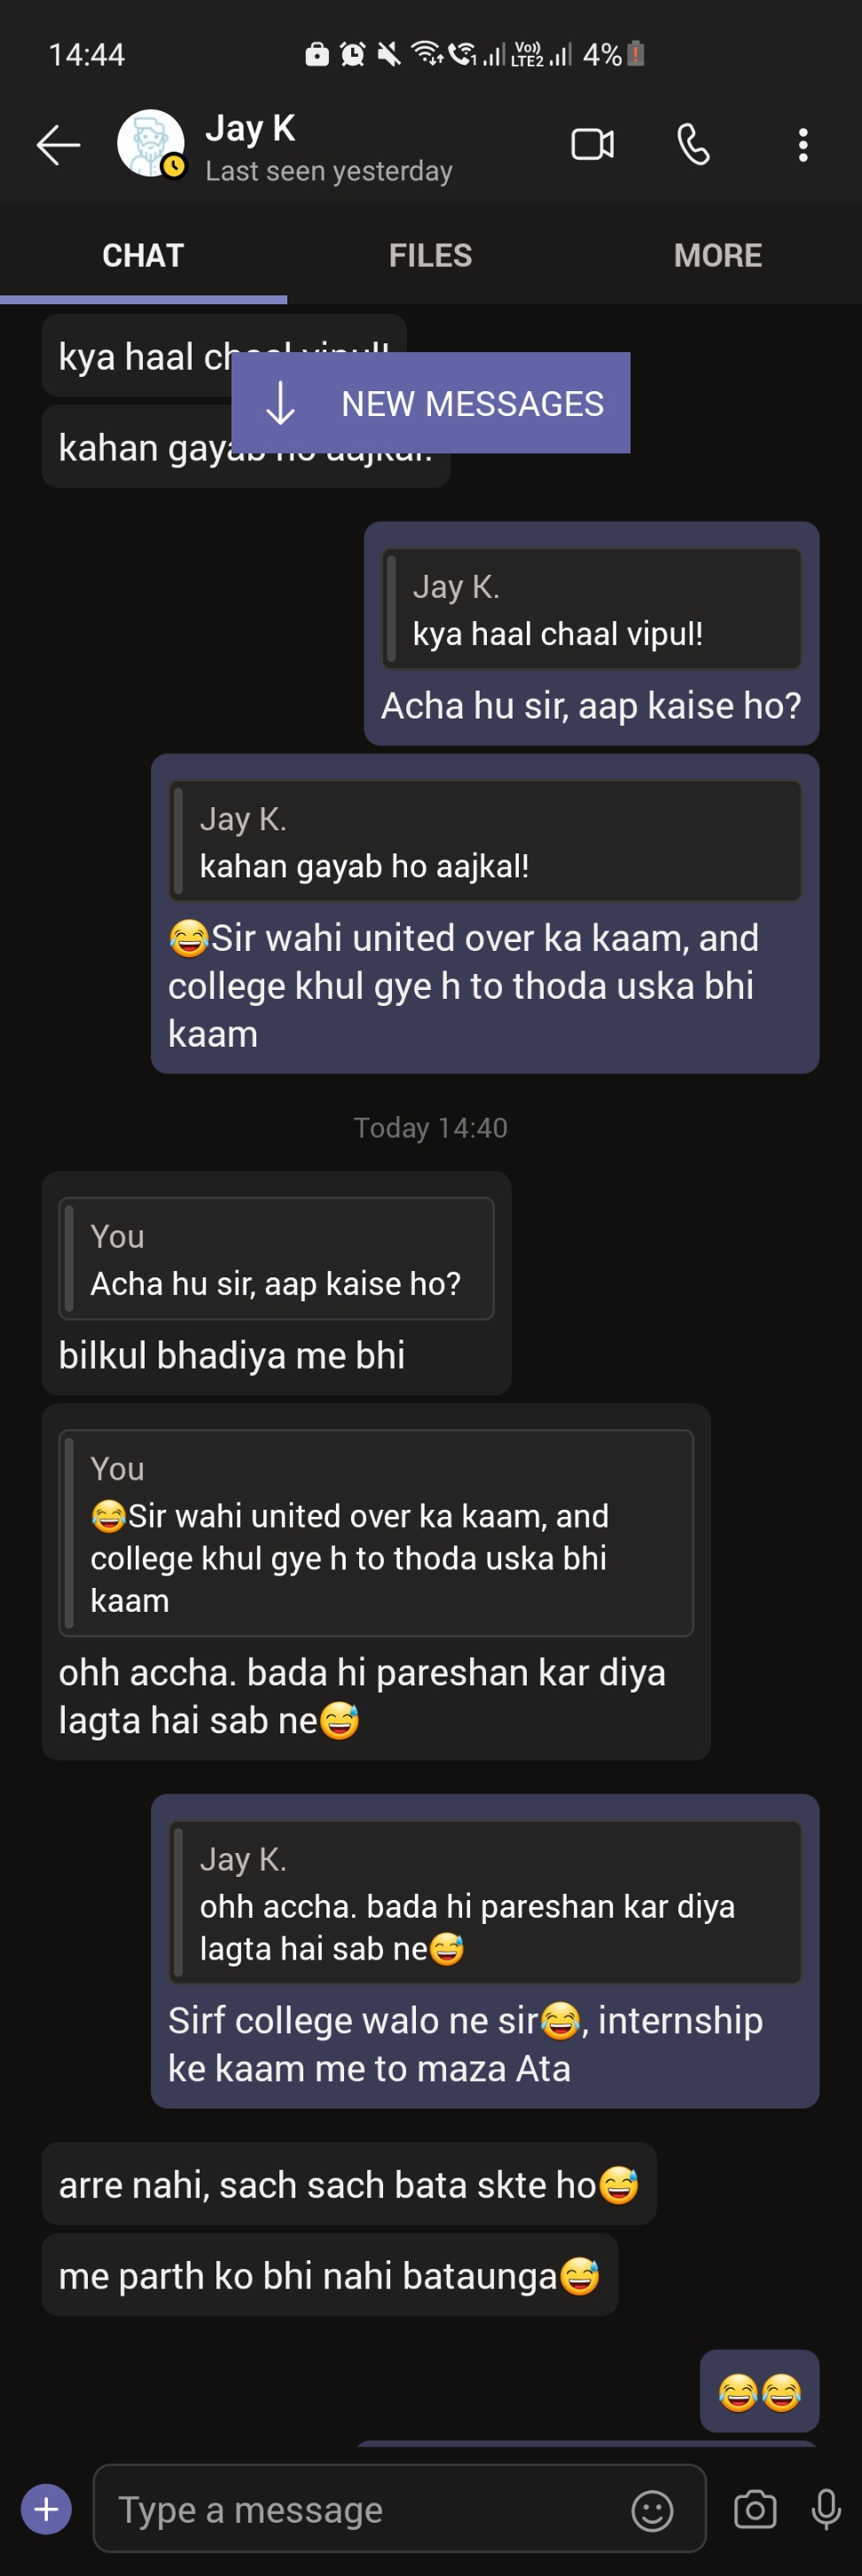 14:44
Vo))
LTE2
1
4%
Jay K
Last seen yesterday
CHAT
FILES
MORE
kya haal
NEW MESSAGES
kahan
Jay K.
kya haal chaal vipul!
Acha hu sir, aap kaise ho?
Jay K.
kahan gayab ho aajkal!
😂Sir wahi united over ka kaam, and
college khul gye h to thoda uska bhi
kaam
Today 14:40
You
Acha hu sir, aap kaise ho?
bilkul bhadiya me bhi
You
😂Sir wahi united over ka kaam, and
college khul gye h to thoda uska bhi
kaam
ohh accha. bada hi pareshan kar diya
lagta hai sab ne😅
Jay K.
ohh accha. bada hi pareshan kar diya
lagta hai sab ne😅
Sirf college walo ne sir😂, internship
ke kaam me to maza Ata
arre nahi, sach sach bata skte ho😅
me parth ko bhi nahi bataunga😅
😂😂
Type a message